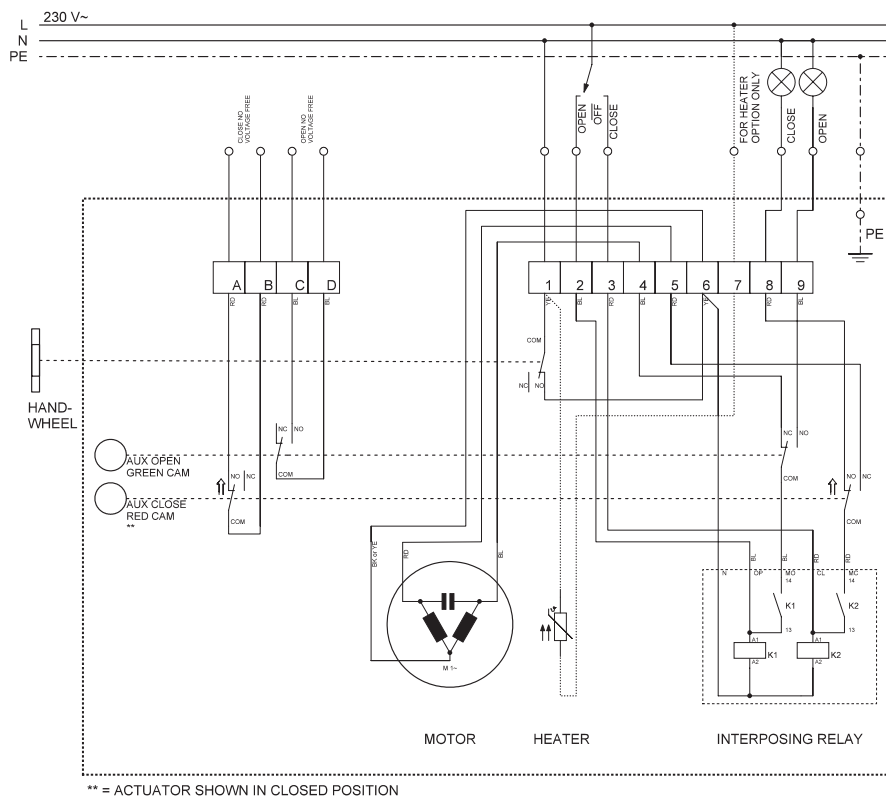 230 V~
L
N
PE
CLOSE NO
VOLTAGE FREE
OPEN NO
VOLTAGE FREE
OPEN
OFF
CLOSE
FOR HEATER
OPTION ONLY
CLOSE
OPEN
PE
A
B
C
D
1
2
3
4
5
6
7
8
9
RD
RD
BL
BL
YE
BL
RD
BL
RD
YE
RD
BL
COM
NC
NO
HAND-
WHEEL
NC
NO
COM
NC
NO
COM
AUX OPEN
GREEN CAM
NO
NC
COM
NO
NC
COM
AUX CLOSE
RED CAM
**
BK or YE
RD
BL
BL
BL
RD
RD
N
OP
MO
CL
MC
14
14
K1
K2
13
13
A1
A2
K1
A1
A2
K2
M 1~
MOTOR
HEATER
INTERPOSING RELAY
** = ACTUATOR SHOWN IN CLOSED POSITION